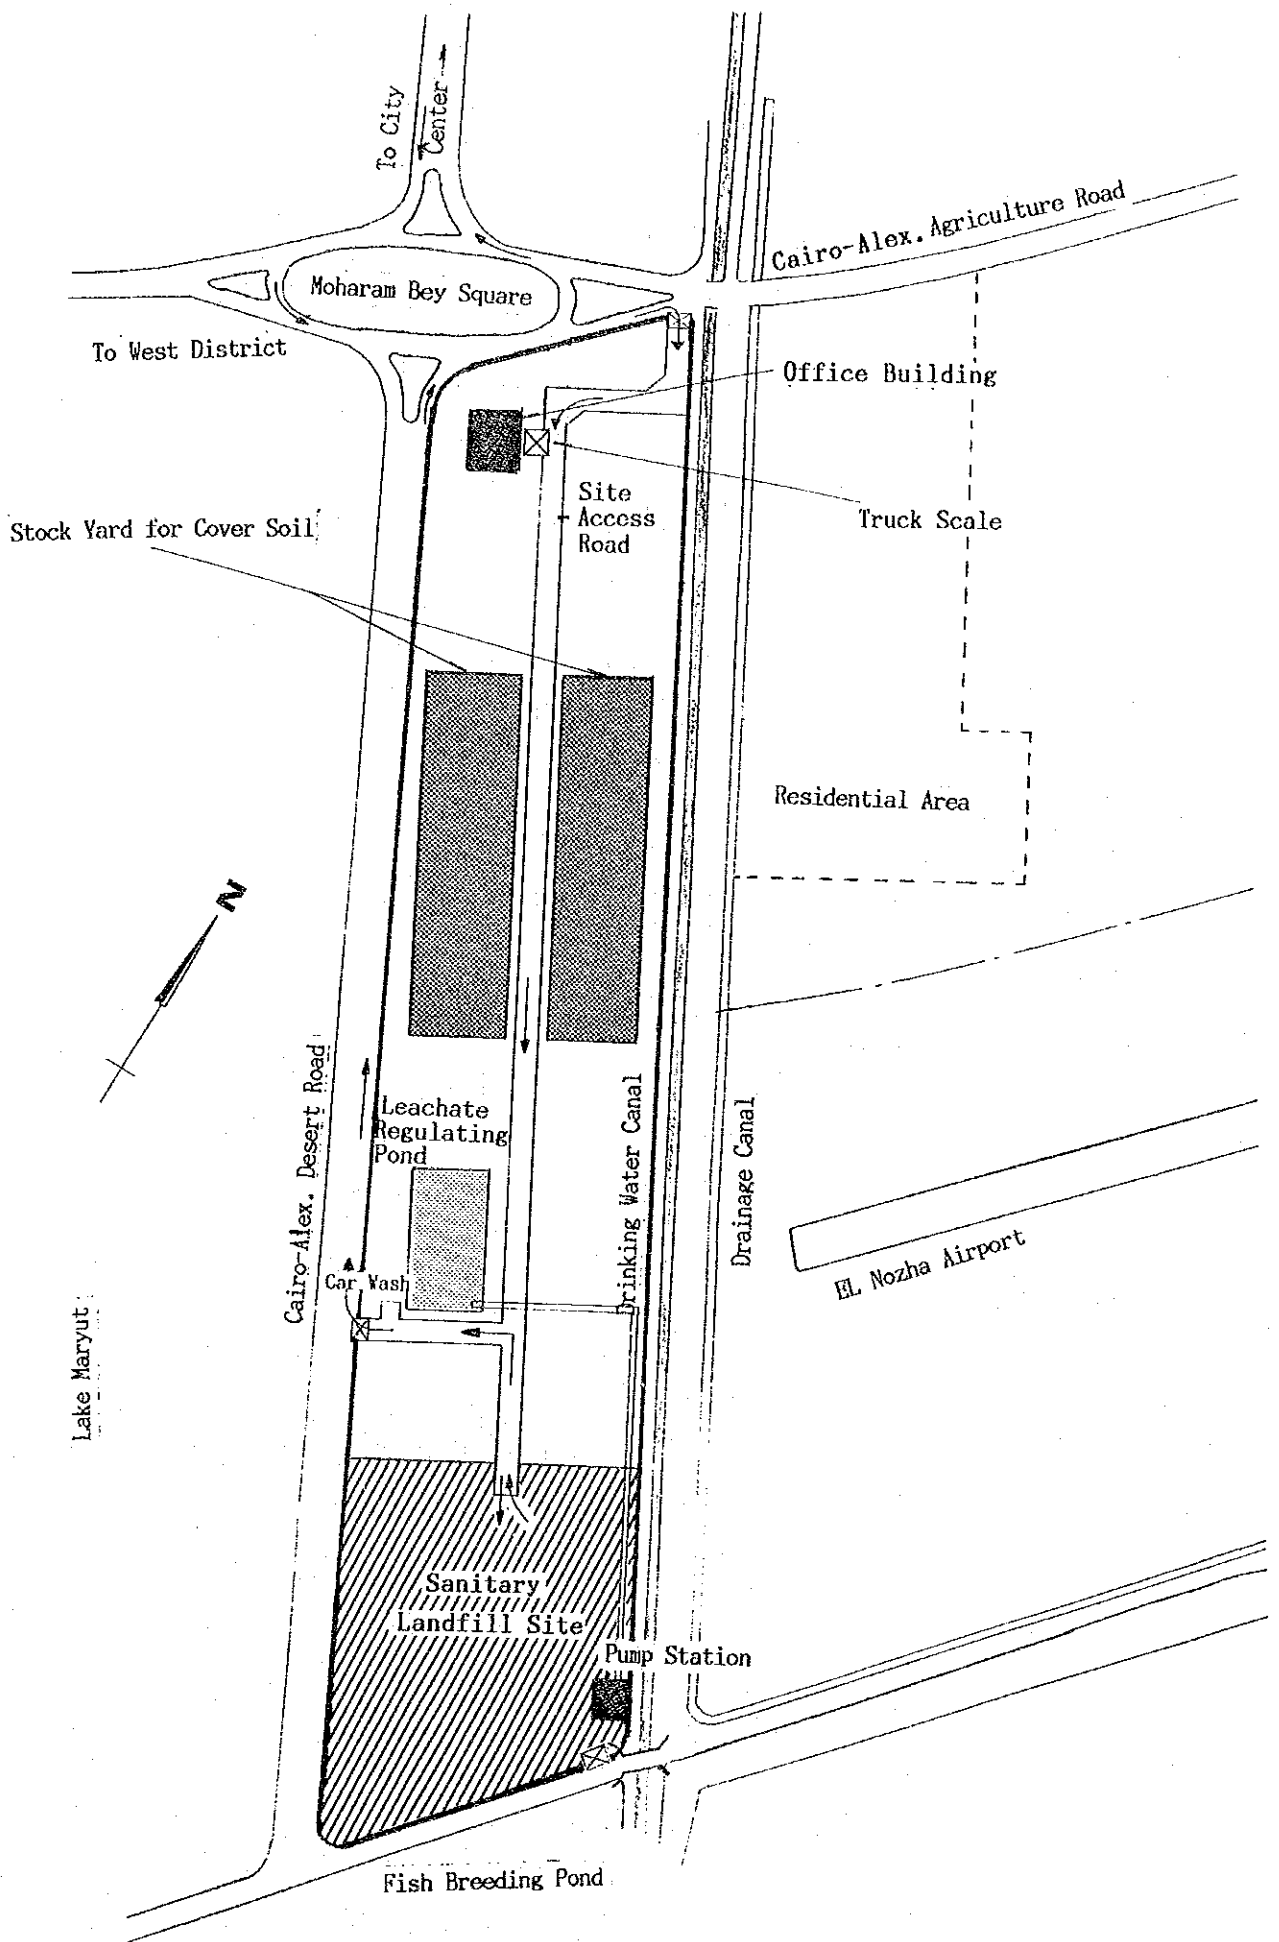 To City
Center
Cairo-Alex. Agriculture Road
Moharam Bey Square
To West District
Office Building
Site
Access
Road
Truck Scale
Stock Yard for Cover Soil
Residential Area
N
Cairo-Alex. Desert Road
Leachate
Regulating
Pond
Drinking Water Canal
Drainage Canal
EL Nozha Airport
Car Wash
Lake Maryut
Sanitary
Landfill Site
Pump Station
Fish Breeding Pond